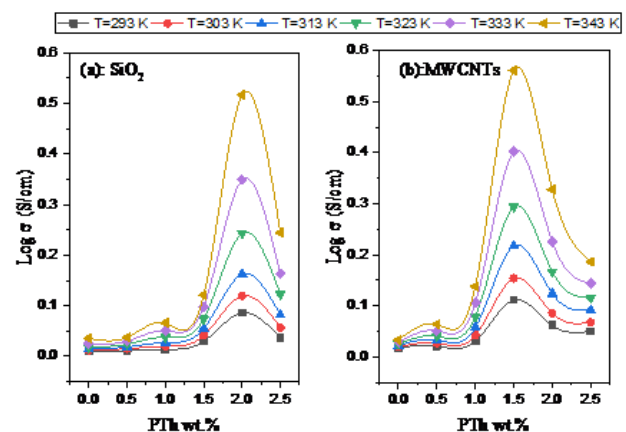 T=293 K T=303 K T=313 K T=323 K T=333 K T=343 K
(a): SiO₂
(b):MWCNTs
0.6
0.5
0.4
0.3
0.2
0.1
0.0
Log σ (S/cm)
0.0 0.5 1.0 1.5 2.0 2.5
PTh wt.%
0.6
0.5
0.4
0.3
0.2
0.1
0.0
Log σ (S/cm)
0.0 0.5 1.0 1.5 2.0 2.5
PTh wt.%